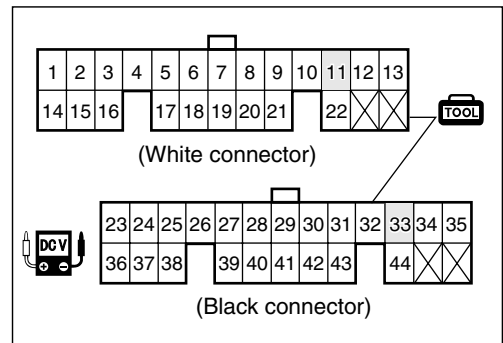 1 2 3 4 5 6 7 8 9 10 11 12 13
14 15 16 17 18 19 20 21 22
TOOL
(White connector)
23 24 25 26 27 28 29 30 31 32 33 34 35
DCV
36 37 38 39 40 41 42 43 44
(Black connector)